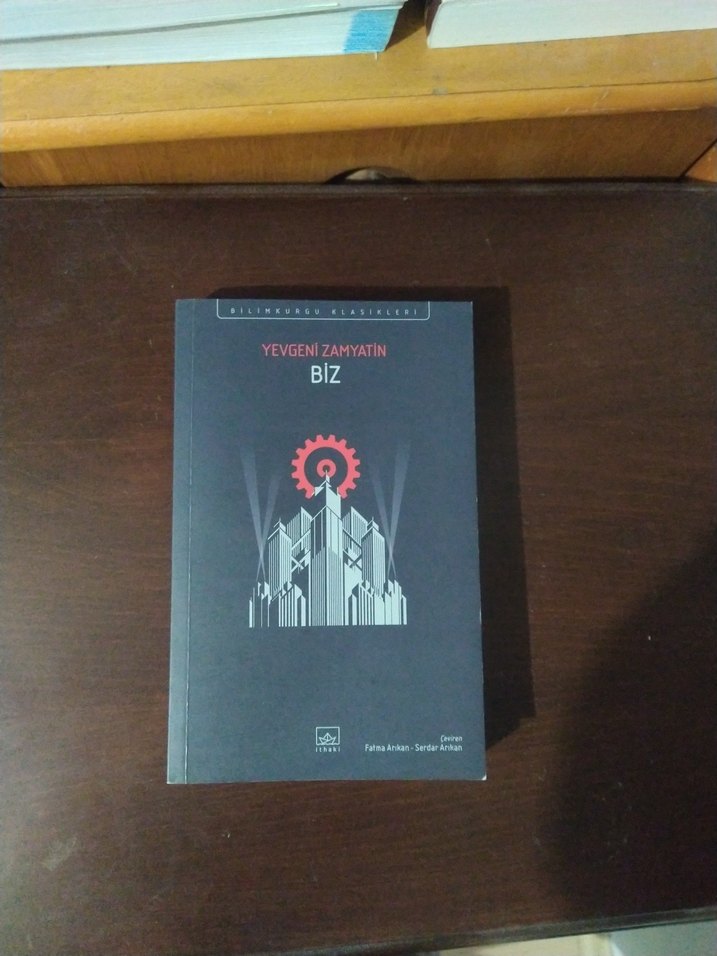 BİLİMKURGU KLASİKLERİ
YEVGENİ ZAMYATİN
BİZ
ithaki
Çeviren
Fatma Arıkan - Serdar Arıkan